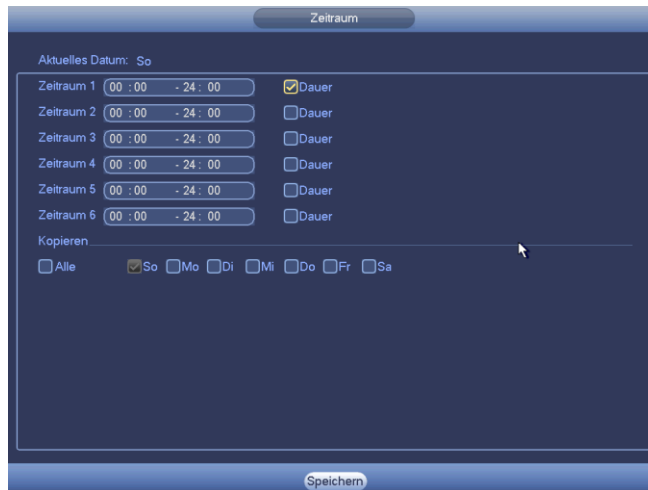 Zeitraum
Aktuelles Datum: So
Zeitraum 1 00 :00 - 24 : 00 Dauer
Zeitraum 2 00 :00 - 24 : 00 Dauer
Zeitraum 3 00 :00 - 24 : 00 Dauer
Zeitraum 4 00 :00 - 24 : 00 Dauer
Zeitraum 5 00 :00 - 24 : 00 Dauer
Zeitraum 6 00 :00 - 24 : 00 Dauer
Kopieren
Alle So Mo Di Mi Do Fr Sa
Speichern